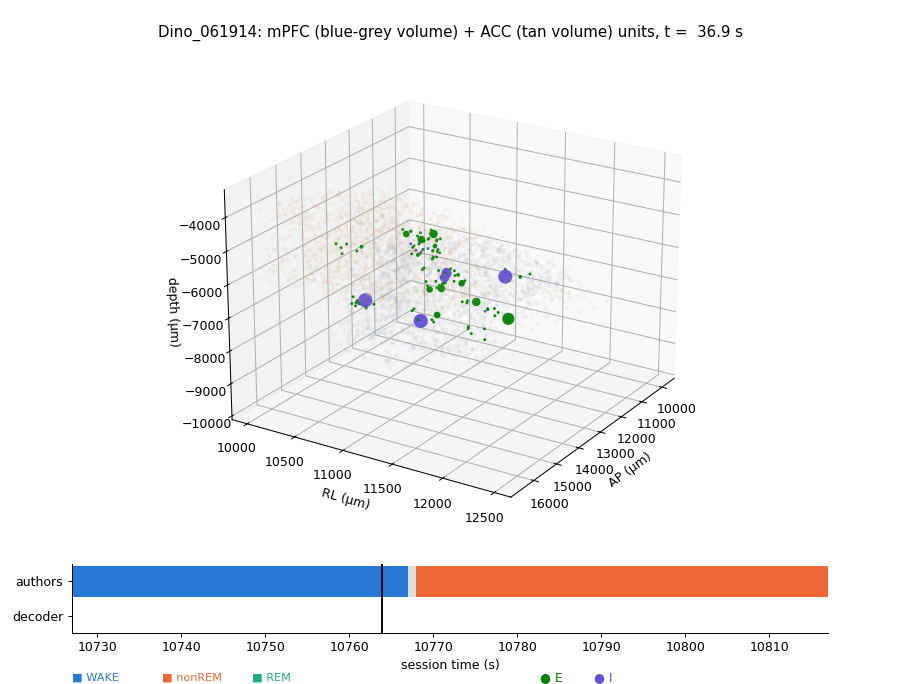 Dino_061914: mPFC (blue-grey volume) + ACC (tan volume) units, t =  36.9 s
−4000
−5000
−6000
−7000
−8000
−9000
−10000
depth (μm)
10000
10500
11000
11500
12000
12500
RL (μm)
10000
11000
12000
13000
14000
15000
16000
AP (μm)
authors
decoder
10730 10740 10750 10760 10770 10780 10790 10800 10810
session time (s)
WAKE nonREM REM E I